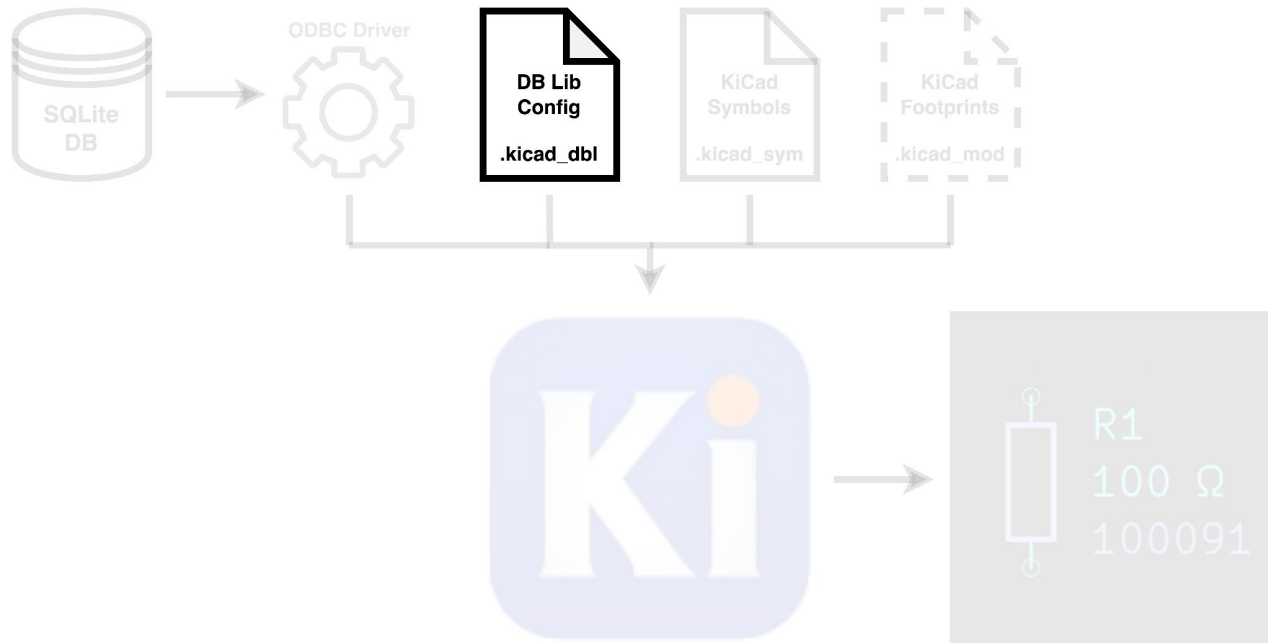 ODBC Driver
SQLite
DB
DB Lib
Config
.kicad_dbl
KiCad
Symbols
.kicad_sym
KiCad
Footprints
.kicad_mod
Ki
R1
100 Ω
100091